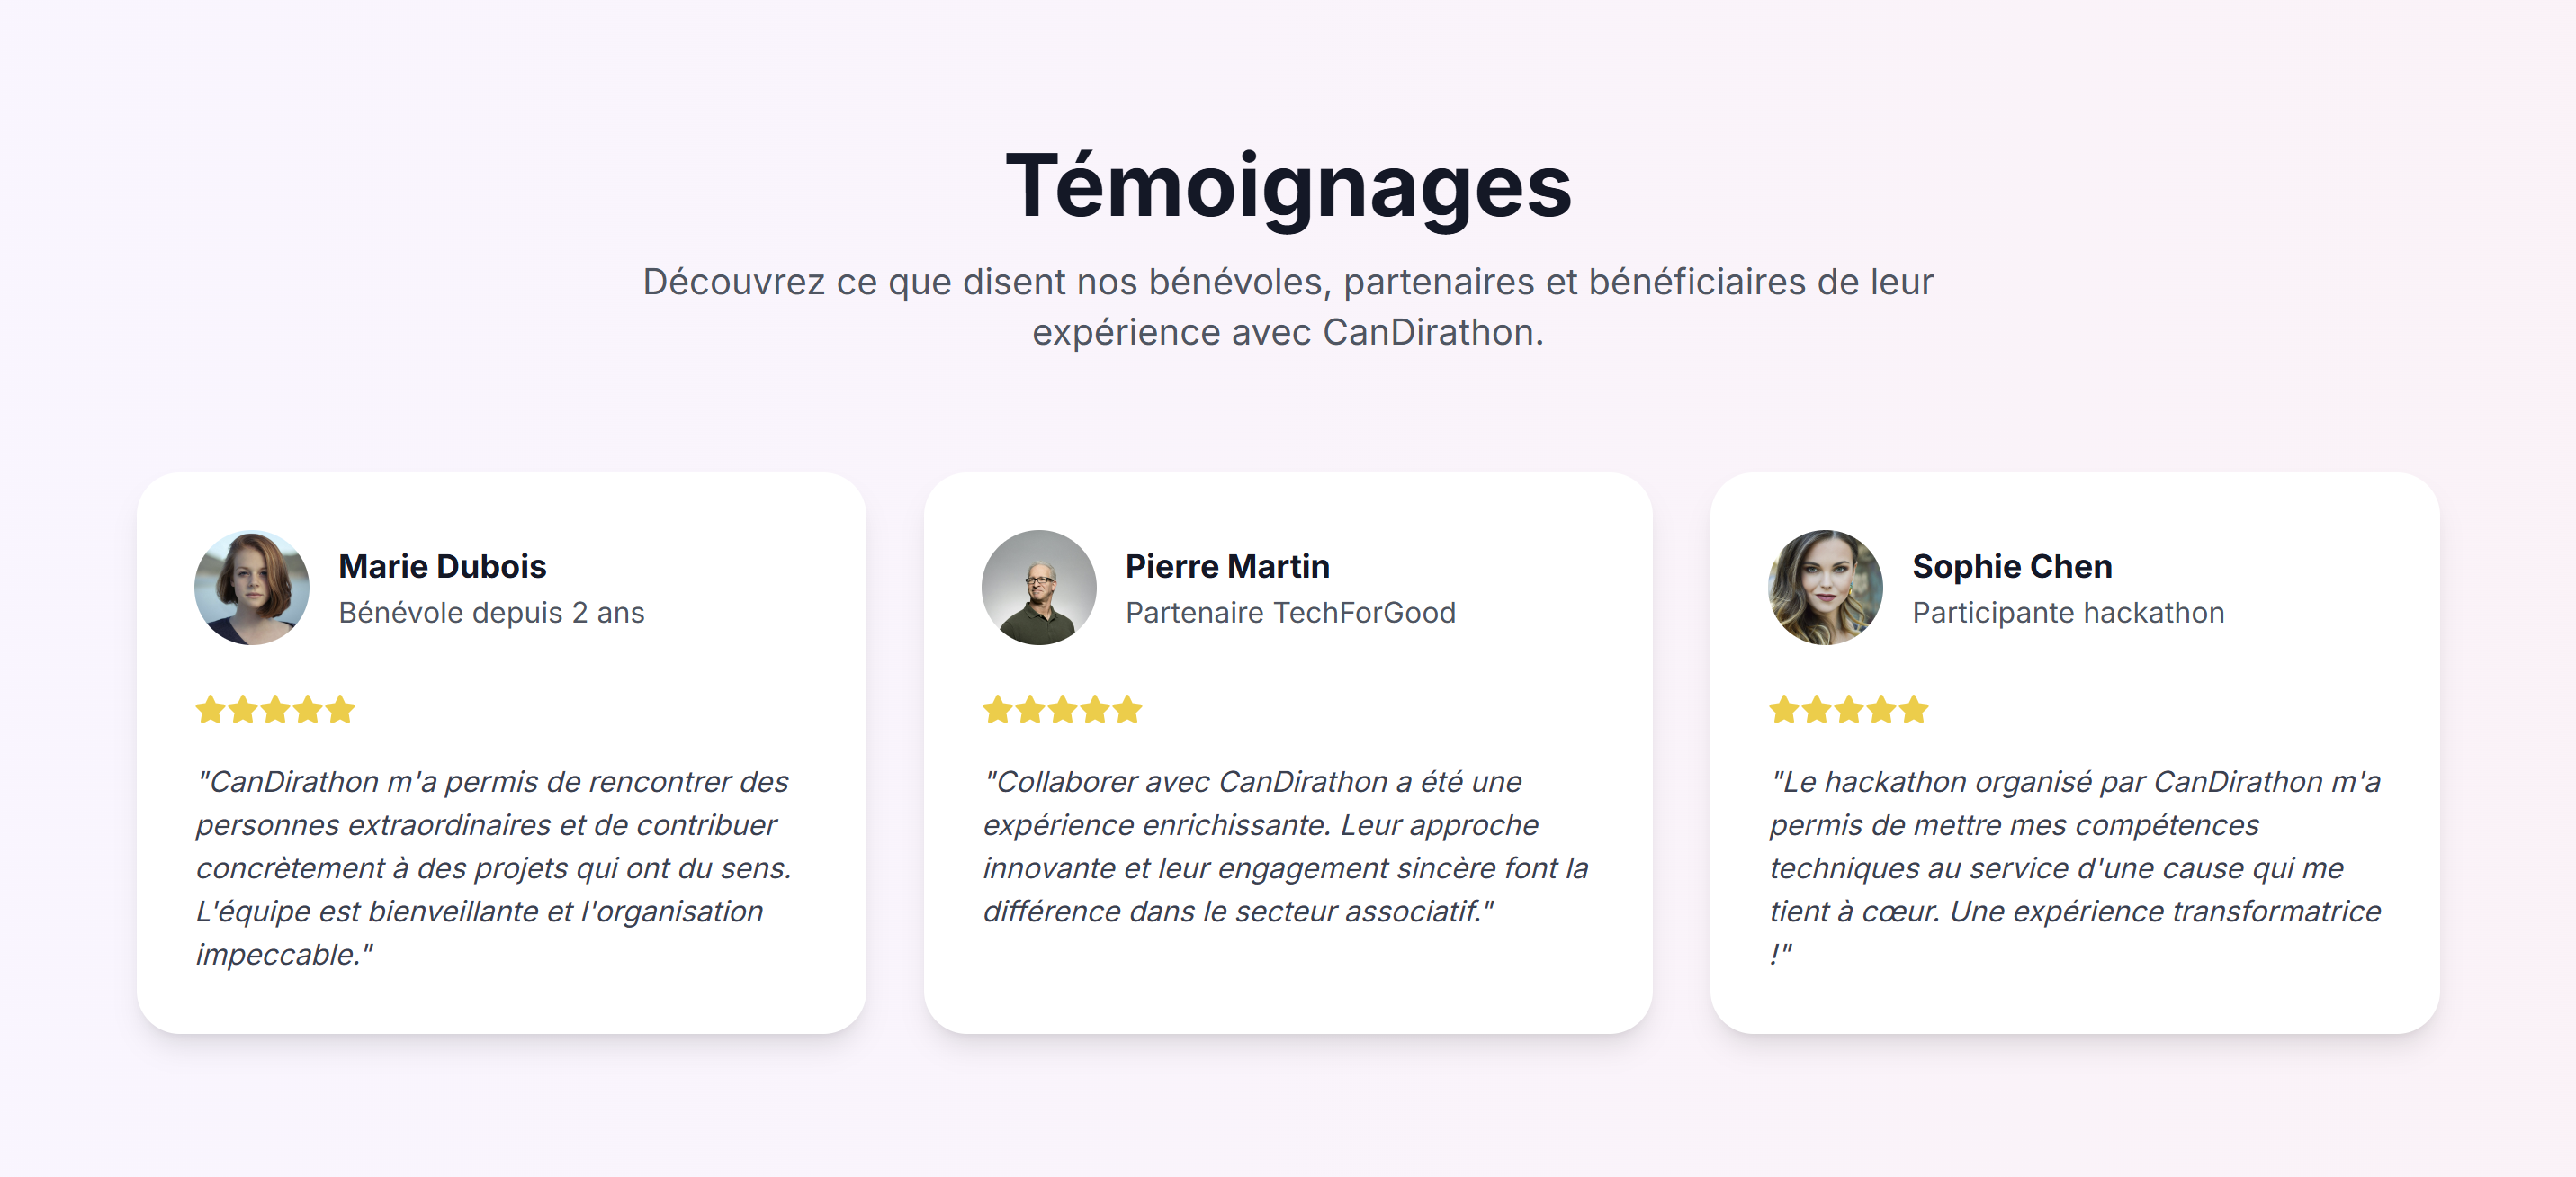 Témoignages
Découvrez ce que disent nos bénévoles, partenaires et bénéficiaires de leur
expérience avec CanDirathon.
Marie Dubois
Bénévole depuis 2 ans
"CanDirathon m'a permis de rencontrer des
personnes extraordinaires et de contribuer
concrètement à des projets qui ont du sens.
L'équipe est bienveillante et l'organisation
impeccable."
Pierre Martin
Partenaire TechForGood
"Collaborer avec CanDirathon a été une
expérience enrichissante. Leur approche
innovante et leur engagement sincère font la
différence dans le secteur associatif."
Sophie Chen
Participante hackathon
"Le hackathon organisé par CanDirathon m'a
permis de mettre mes compétences
techniques au service d'une cause qui me
tient à cœur. Une expérience transformatrice
!"